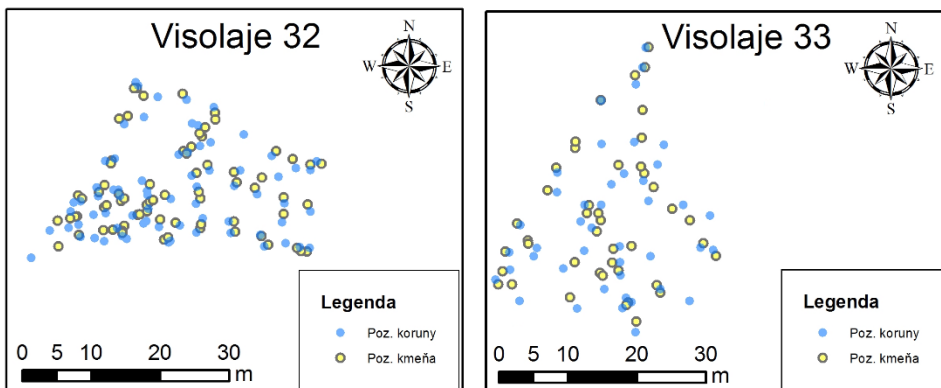 Visolaje 32
N
W E
S
Legenda
Poz. koruny
Poz. kmeňa
0 5 10 20 30
m
Visolaje 33
N
W E
S
Legenda
Poz. koruny
Poz. kmeňa
0 5 10 20 30
m